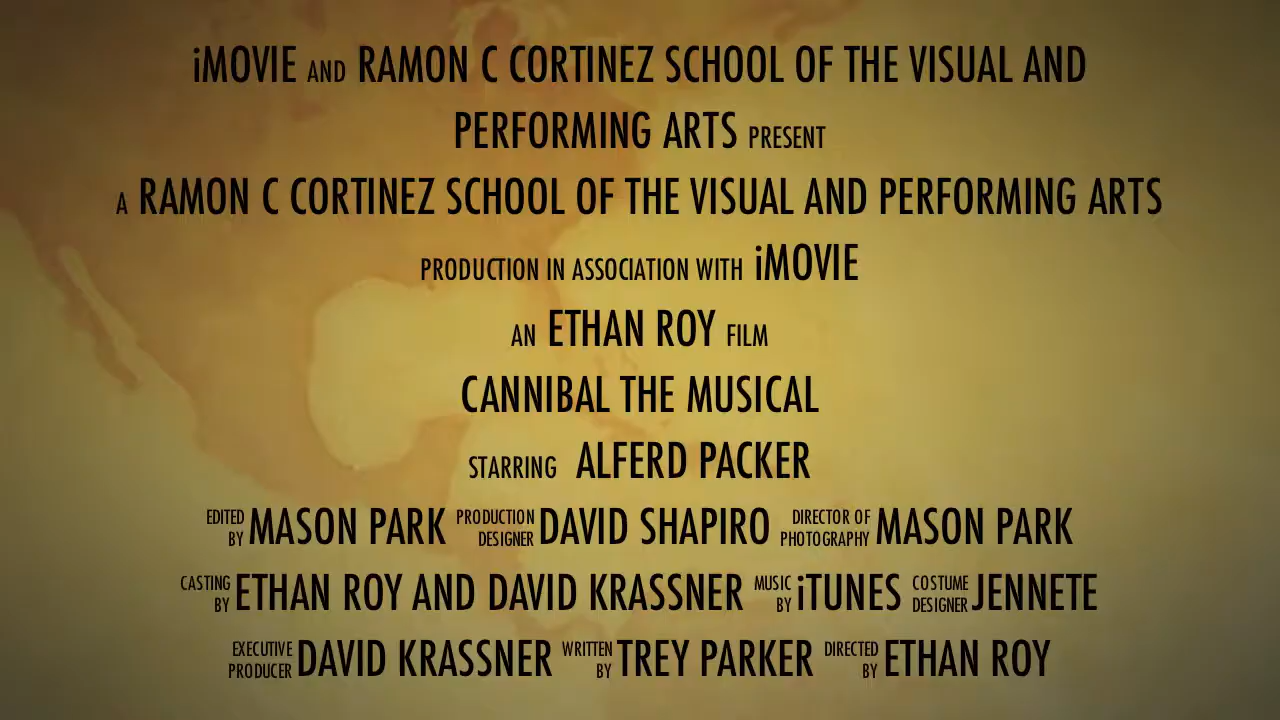 iMOVIE AND RAMON C CORTINEZ SCHOOL OF THE VISUAL AND
PERFORMING ARTS PRESENT
A RAMON C CORTINEZ SCHOOL OF THE VISUAL AND PERFORMING ARTS
PRODUCTION IN ASSOCIATION WITH iMOVIE
AN ETHAN ROY FILM
CANNIBAL THE MUSICAL
STARRING ALFERD PACKER
EDITED BY MASON PARK PRODUCTION DESIGNER DAVID SHAPIRO DIRECTOR OF PHOTOGRAPHY MASON PARK
CASTING BY ETHAN ROY AND DAVID KRASSNER MUSIC BY iTUNES COSTUME DESIGNER JENNETE
EXECUTIVE PRODUCER DAVID KRASSNER WRITTEN BY TREY PARKER DIRECTED BY ETHAN ROY